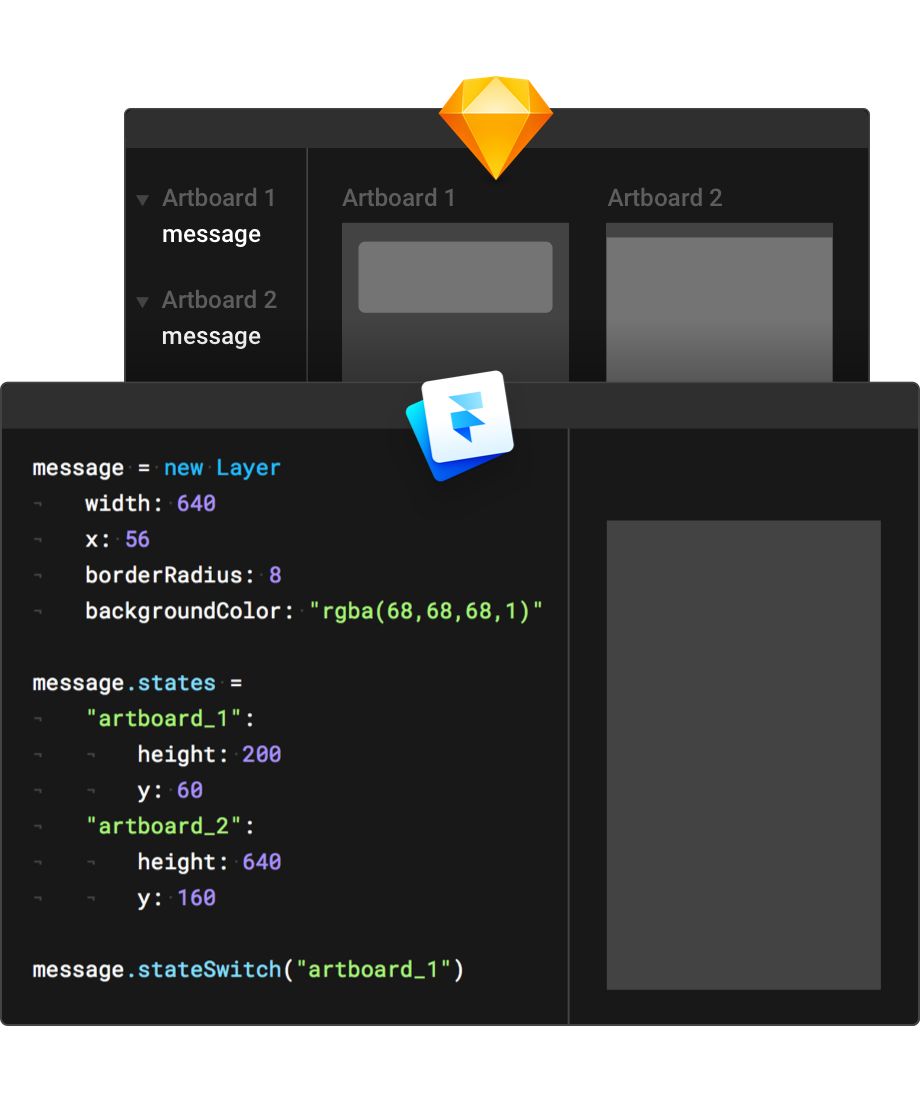 Artboard 1
message
Artboard 2
message
Artboard 1
Artboard 2
message = new Layer
width: 640
x: 56
borderRadius: 8
backgroundColor: "rgba(68,68,68,1)"
message.states =
"artboard_1":
height: 200
y: 60
"artboard_2":
height: 640
y: 160
message.stateSwitch("artboard_1")